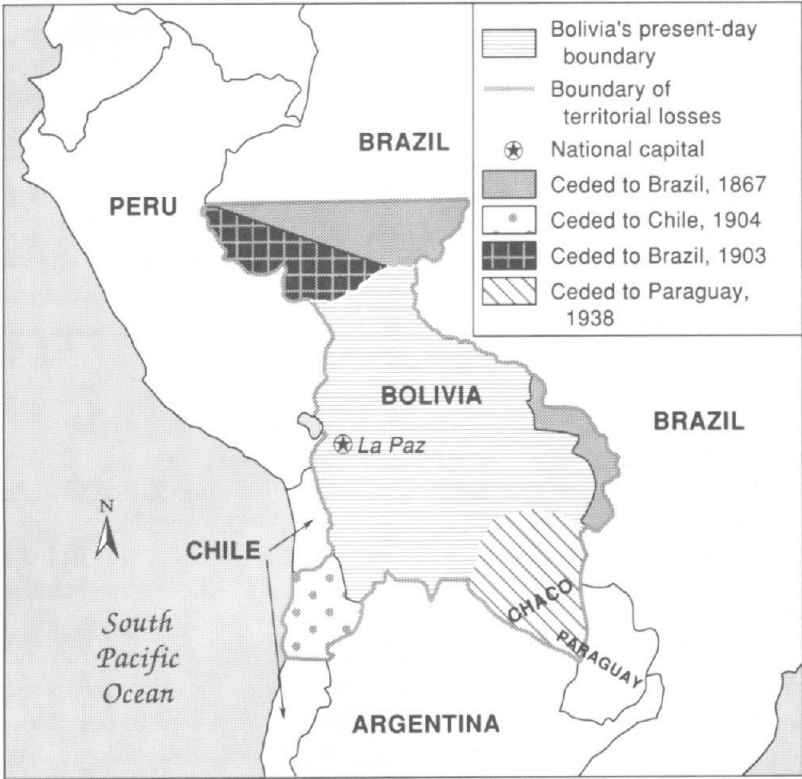 Bolivia's present-day
boundary
Boundary of
territorial losses
National capital
Ceded to Brazil, 1867
Ceded to Chile, 1904
Ceded to Brazil, 1903
Ceded to Paraguay,
1938
BRAZIL
PERU
BOLIVIA
BRAZIL
La Paz
N
CHILE
CHACO
PARAGUAY
South
Pacific
Ocean
ARGENTINA